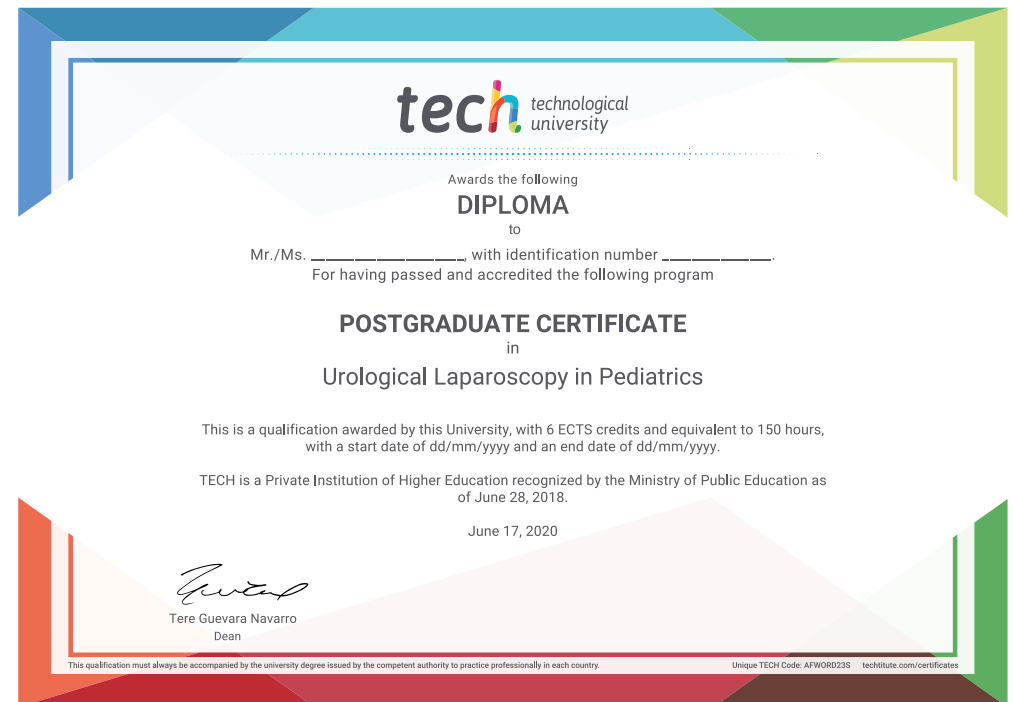 tech technological
university
Awards the following
DIPLOMA
to
Mr./Ms. __________________, with identification number _____________.
For having passed and accredited the following program
POSTGRADUATE CERTIFICATE
in
Urological Laparoscopy in Pediatrics
This is a qualification awarded by this University, with 6 ECTS credits and equivalent to 150 hours,
with a start date of dd/mm/yyyy and an end date of dd/mm/yyyy.
TECH is a Private Institution of Higher Education recognized by the Ministry of Public Education as
of June 28, 2018.
June 17, 2020
Tere Guevara Navarro
Dean
This qualification must always be accompanied by the university degree issued by the competent authority to practice professionally in each country. Unique TECH Code: AFWORD23S techtitute.com/certificates